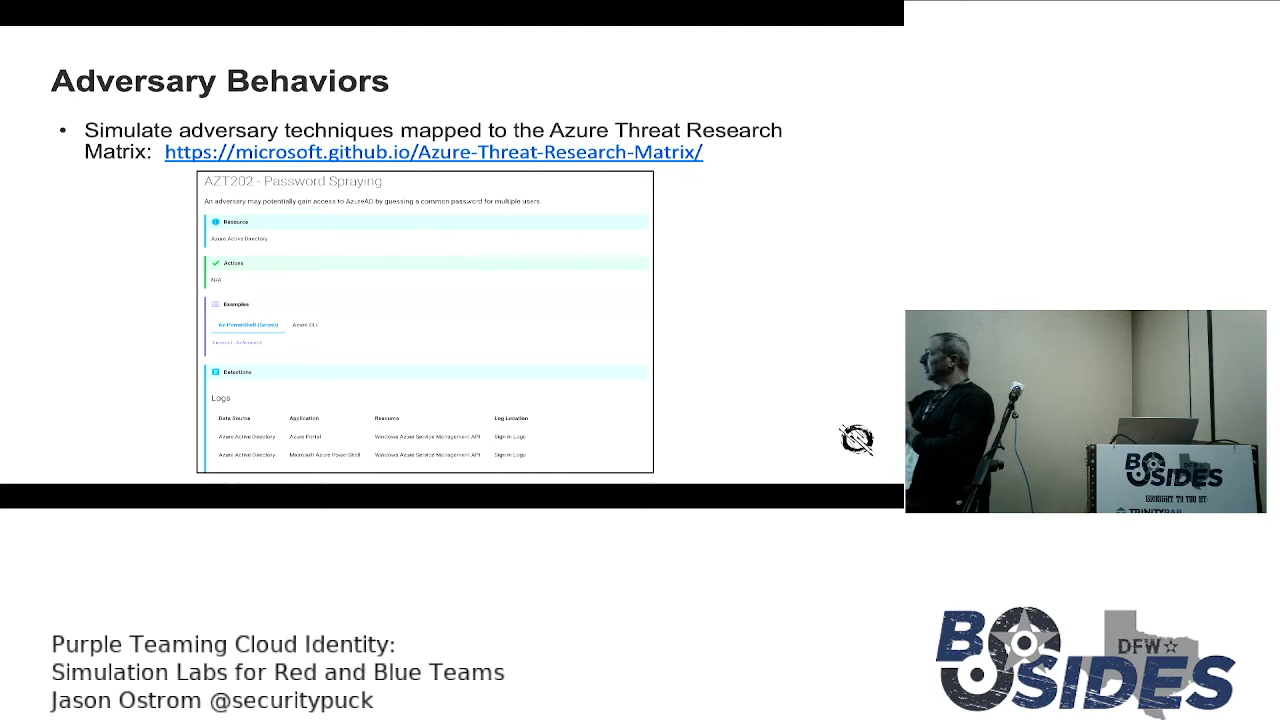 Adversary Behaviors
• Simulate adversary techniques mapped to the Azure Threat Research
Matrix: https://microsoft.github.io/Azure-Threat-Research-Matrix/
AZT202 - Password Spraying
An adversary may potentially gain access to AzureAD by guessing a common password for multiple users.
Resource
Azure Active Directory
Actions
N/A
Examples
Az PowerShell (Secret) Azure CLI
Detections
Logs
Data Source Application Resource Log Location
Azure Active Directory Azure Portal Windows Azure Service Management API Sign-in Logs
Azure Active Directory Microsoft Azure PowerShell Windows Azure Service Management API Sign-in Logs
BSIDES
DFW
BROUGHT TO YOU BY:
Purple Teaming Cloud Identity:
Simulation Labs for Red and Blue Teams
Jason Ostrom @securitypuck
BSIDES
DFW